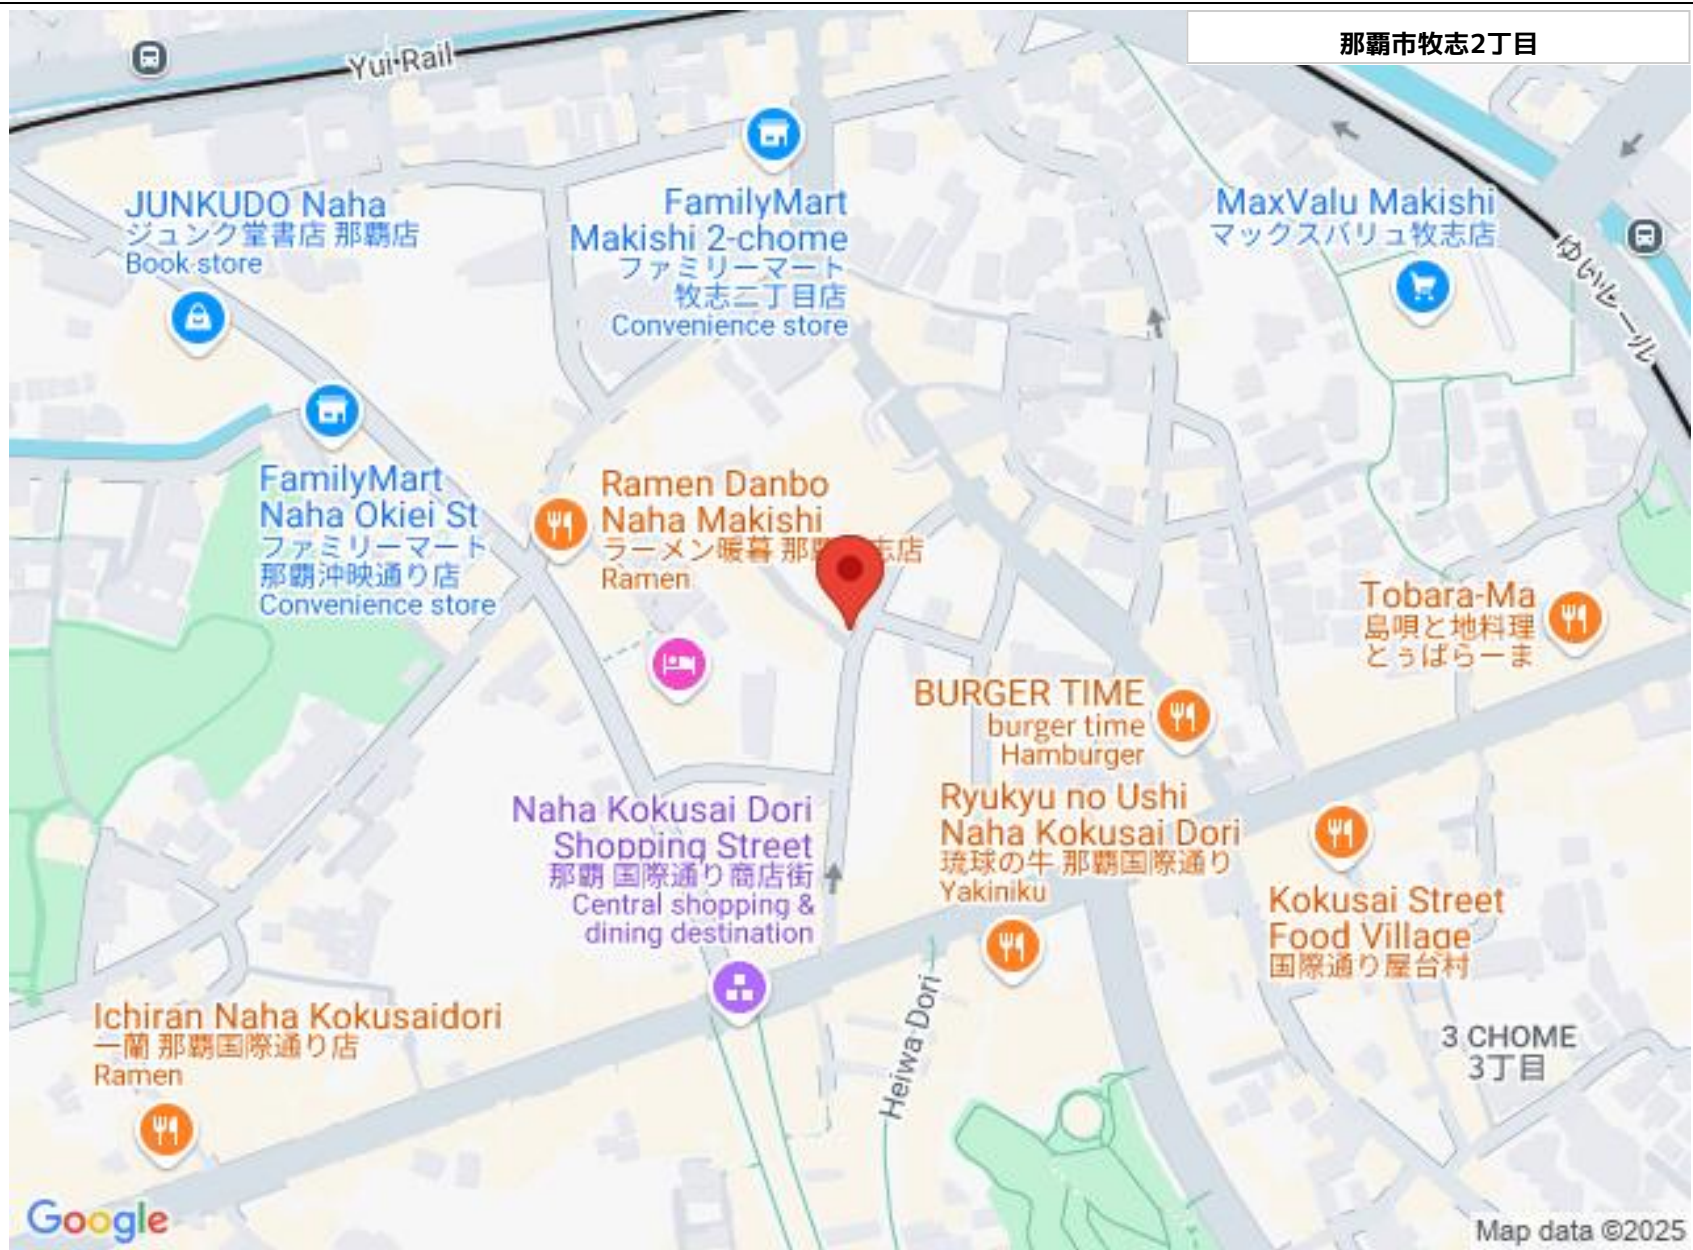 那覇市牧志2丁目
Yui Rail
JUNKUDO Naha
ジュンク堂書店 那覇店
Book store
FamilyMart
Makishi 2-chome
ファミリーマート
牧志二丁目店
Convenience store
MaxValu Makishi
マックスバリュ牧志店
ゆいレール
FamilyMart
Naha Okiei St
ファミリーマート
那覇沖映通り店
Convenience store
Ramen Danbo
Naha Makishi
ラーメン暖暮 那覇 志店
Ramen
Tobara-Ma
島唄と地料理
とぅばらーま
BURGER TIME
burger time
Hamburger
Naha Kokusai Dori
Shopping Street
那覇 国際通り商店街
Central shopping &
dining destination
Ryukyu no Ushi
Naha Kokusai Dori
琉球の牛 那覇国際通り
Yakiniku
Kokusai Street
Food Village
国際通り屋台村
Heiwa Dori
Ichiran Naha Kokusaidori
一蘭 那覇国際通り店
Ramen
3 CHOME
3丁目
Google
Map data ©2025